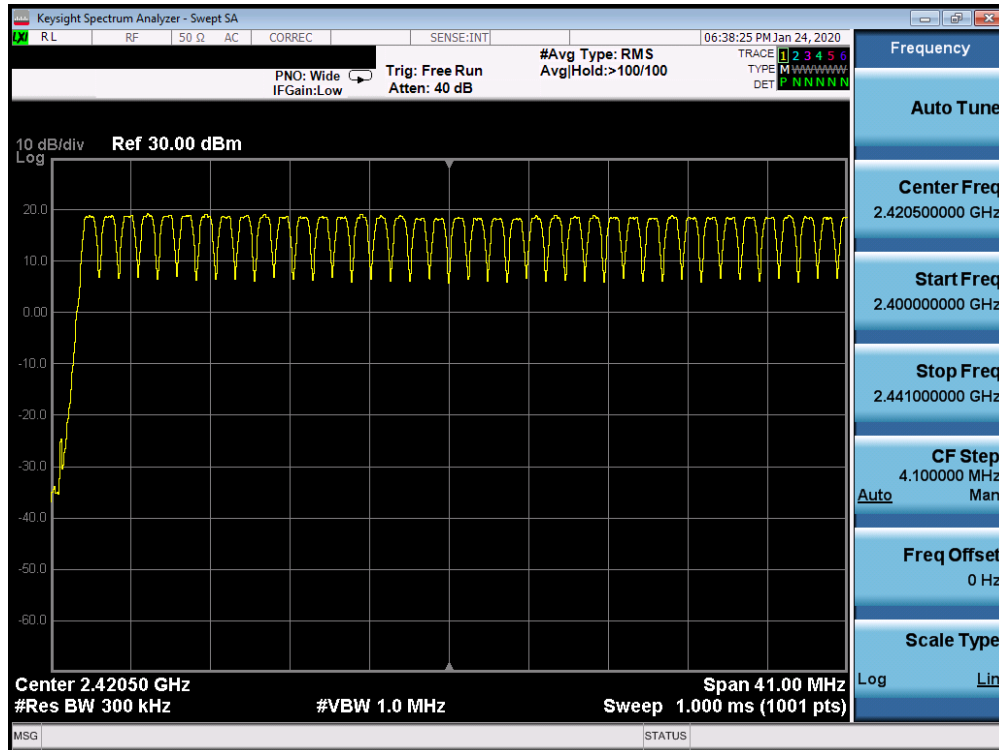 Keysight Spectrum Analyzer - Swept SA
LXI RL RF 50 Ω AC CORREC SENSE:INT 06:38:25 PM Jan 24, 2020
Frequency
PNO: Wide
IFGain:Low
Trig: Free Run
Atten: 40 dB
#Avg Type: RMS
Avg|Hold:>100/100
TRACE 1 2 3 4 5 6
TYPE M W W W W W
DET P N N N N N
10 dB/div Ref 30.00 dBm
Log
20.0
10.0
0.00
-10.0
-20.0
-30.0
-40.0
-50.0
-60.0
Center 2.42050 GHz Span 41.00 MHz
#Res BW 300 kHz #VBW 1.0 MHz Sweep 1.000 ms (1001 pts)
Auto Tune
Center Freq
2.420500000 GHz
Start Freq
2.400000000 GHz
Stop Freq
2.441000000 GHz
CF Step
4.100000 MHz
Auto Man
Freq Offset
0 Hz
Scale Type
Log Lin
MSG STATUS